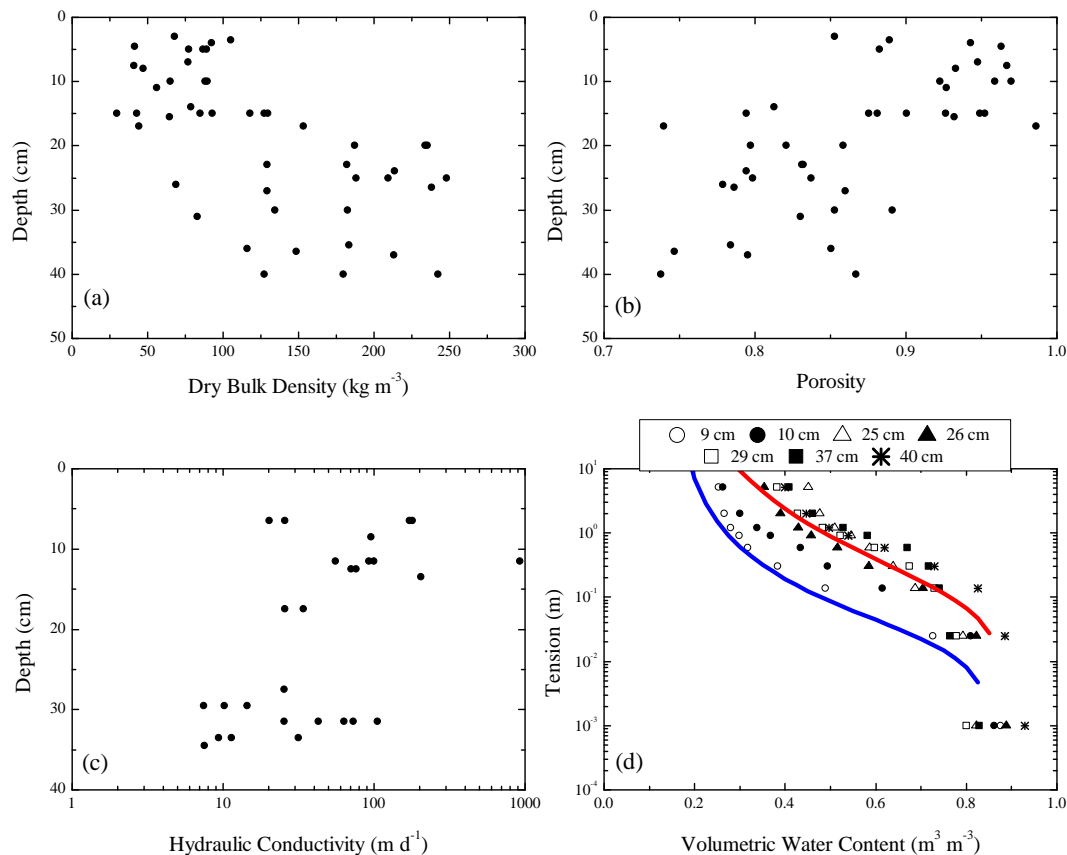 0
10
20
30
40
50
Depth (cm)
(a)
0 50 100 150 200 250 300
Dry Bulk Density (kg m⁻³)
0
10
20
30
40
50
Depth (cm)
(b)
0.7 0.8 0.9 1.0
Porosity
0
10
20
30
40
Depth (cm)
(c)
1 10 100 1000
Hydraulic Conductivity (m d⁻¹)
9 cm 10 cm 25 cm 26 cm
29 cm 37 cm 40 cm
10¹
10⁰
10⁻¹
10⁻²
10⁻³
10⁻⁴
Tension (m)
(d)
0.0 0.2 0.4 0.6 0.8 1.0
Volumetric Water Content (m³ m⁻³)